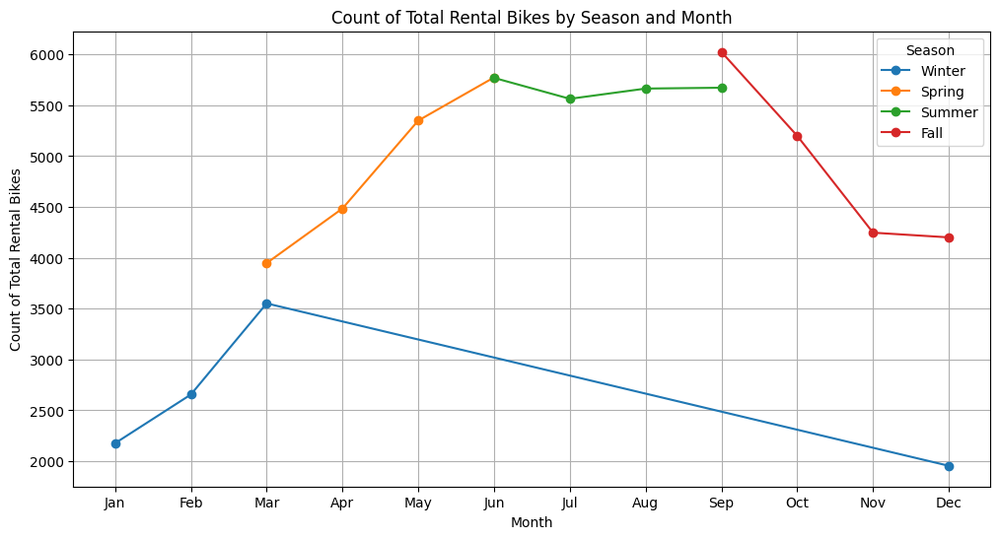 Count of Total Rental Bikes by Season and Month
Count of Total Rental Bikes
6000
5500
5000
4500
4000
3500
3000
2500
2000
Season
Winter
Spring
Summer
Fall
Jan Feb Mar Apr May Jun Jul Aug Sep Oct Nov Dec
Month